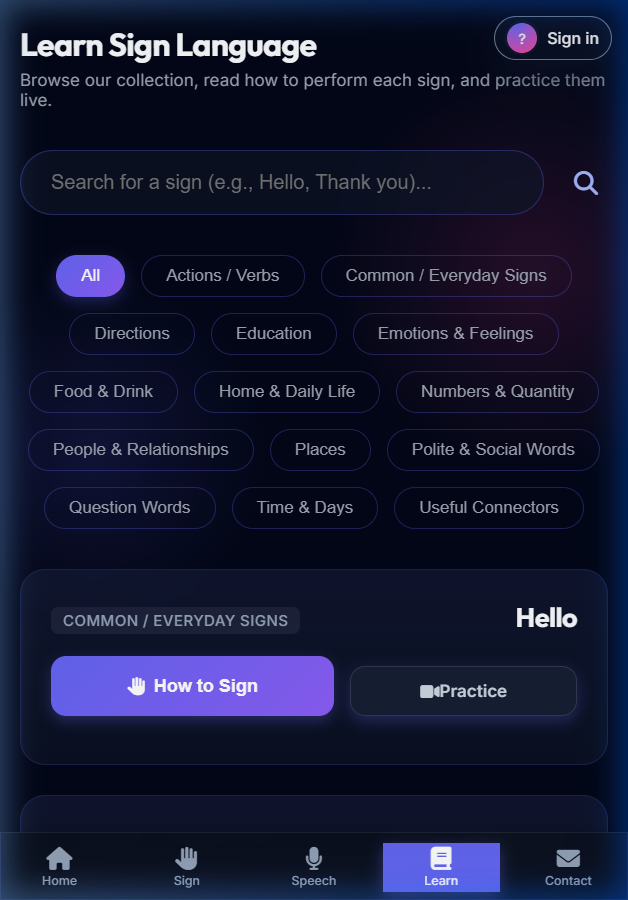 Learn Sign Language
? Sign in
Browse our collection, read how to perform each sign, and practice them
live.
Search for a sign (e.g., Hello, Thank you)...
All Actions / Verbs Common / Everyday Signs
Directions Education Emotions & Feelings
Food & Drink Home & Daily Life Numbers & Quantity
People & Relationships Places Polite & Social Words
Question Words Time & Days Useful Connectors
COMMON / EVERYDAY SIGNS Hello
How to Sign Practice
Home Sign Speech Learn Contact